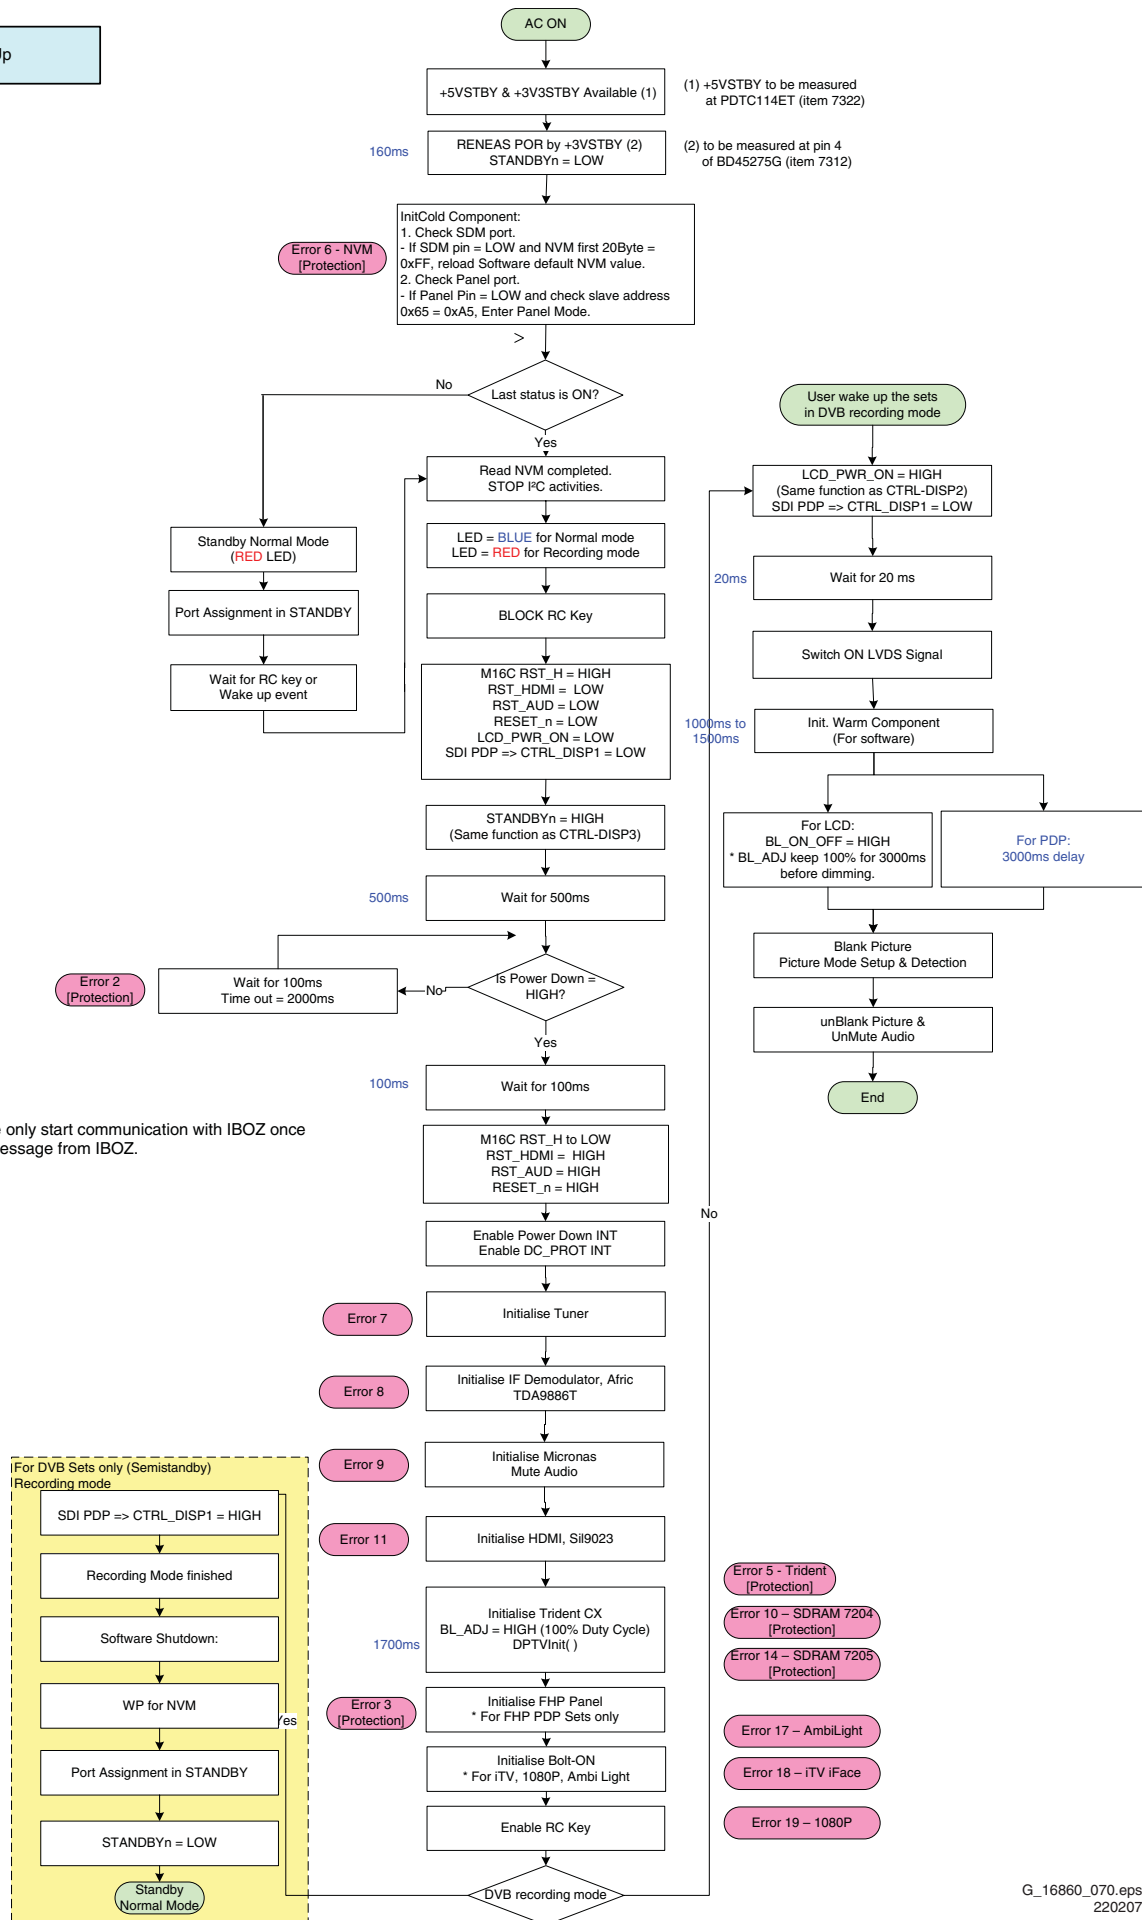 AC ON
+5VSTBY & +3V3STBY Available (1)
(1) +5VSTBY to be measured
at PDTC114ET (item 7322)
160ms
RENEAS POR by +3VSTBY (2)
STANDBYn = LOW
(2) to be measured at pin 4
of BD45275G (item 7312)
Error 6 - NVM
[Protection]
InitCold Component:
1. Check SDM port.
- If SDM pin = LOW and NVM first 20Byte =
0xFF, reload Software default NVM value.
2. Check Panel port.
- If Panel Pin = LOW and check slave address
0x65 = 0xA5, Enter Panel Mode.
>
No
Last status is ON?
Yes
Read NVM completed.
STOP I²C activities.
Standby Normal Mode
(RED LED)
LED = BLUE for Normal mode
LED = RED for Recording mode
Port Assignment in STANDBY
BLOCK RC Key
Wait for RC key or
Wake up event
M16C RST_H = HIGH
RST_HDMI = LOW
RST_AUD = LOW
RESET_n = LOW
LCD_PWR_ON = LOW
SDI PDP => CTRL_DISP1 = LOW
STANDBYn = HIGH
(Same function as CTRL-DISP3)
500ms
Wait for 500ms
Error 2
[Protection]
Wait for 100ms
Time out = 2000ms
No
Is Power Down =
HIGH?
Yes
100ms
Wait for 100ms
only start communication with IBOZ once
essage from IBOZ.
M16C RST_H to LOW
RST_HDMI = HIGH
RST_AUD = HIGH
RESET_n = HIGH
Enable Power Down INT
Enable DC_PROT INT
Error 7
Initialise Tuner
Error 8
Initialise IF Demodulator, Afric
TDA9886T
Error 9
Initialise Micronas
Mute Audio
Error 11
Initialise HDMI, Sil9023
1700ms
Initialise Trident CX
BL_ADJ = HIGH (100% Duty Cycle)
DPTVInit( )
Error 5 - Trident
[Protection]
Error 10 – SDRAM 7204
[Protection]
Error 14 – SDRAM 7205
[Protection]
Error 3
[Protection]
Initialise FHP Panel
* For FHP PDP Sets only
Error 17 – AmbiLight
Initialise Bolt-ON
* For iTV, 1080P, Ambi Light
Error 18 – iTV iFace
Enable RC Key
Error 19 – 1080P
DVB recording mode
No
Yes
For DVB Sets only (Semistandby)
Recording mode
SDI PDP => CTRL_DISP1 = HIGH
Recording Mode finished
Software Shutdown:
WP for NVM
Port Assignment in STANDBY
STANDBYn = LOW
Standby
Normal Mode
User wake up the sets
in DVB recording mode
LCD_PWR_ON = HIGH
(Same function as CTRL-DISP2)
SDI PDP => CTRL_DISP1 = LOW
20ms
Wait for 20 ms
Switch ON LVDS Signal
1000ms to
1500ms
Init. Warm Component
(For software)
For LCD:
BL_ON_OFF = HIGH
* BL_ADJ keep 100% for 3000ms
before dimming.
For PDP:
3000ms delay
Blank Picture
Picture Mode Setup & Detection
unBlank Picture &
UnMute Audio
End
G_16860_070.eps
220207